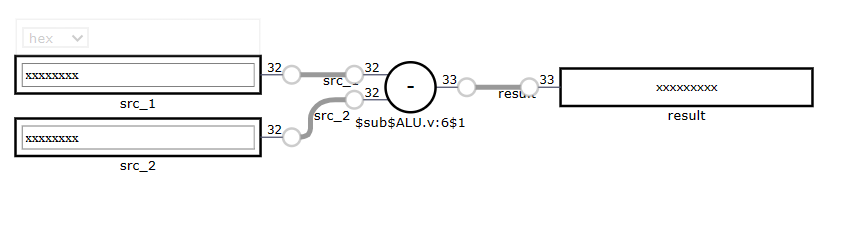 hex
xxxxxxxx
src_1
32
32
-
33
33
xxxxxxxxx
result
result
32
src_2
$sub$ALU.v:6$1
xxxxxxxx
32
src_2